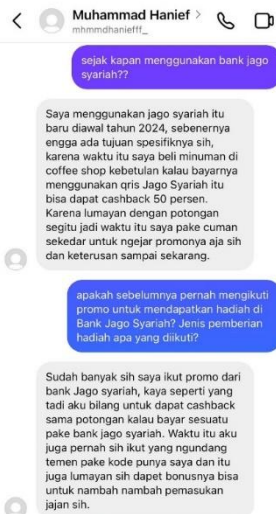 Muhammad Hanief >
mhmmdhaniefff_
sejak kapan menggunakan bank jago
syariah??
Saya menggunakan jago syariah itu
baru diawal tahun 2024, sebenernya
engga ada tujuan spesifiknya sih,
karena waktu itu saya beli minuman di
coffee shop kebetulan kalau bayarnya
menggunakan qris Jago Syariah itu
bisa dapat cashback 50 persen.
Karena lumayan dengan potongan
segitu jadi waktu itu saya pake cuman
sekedar untuk ngejar promonya aja sih
dan keterusan sampai sekarang.
apakah sebelumnya pernah mengikuti
promo untuk mendapatkan hadiah di
Bank Jago Syariah? Jenis pemberian
hadiah apa yang diikuti?
Sudah banyak sih saya ikut promo dari
bank Jago syariah, kaya seperti yang
tadi aku bilang untuk dapat cashback
sama potongan kalau bayar sesuatu
pake bank jago syariah. Waktu itu aku
juga pernah sih ikut yang ngundang
temen pake kode punya saya dan itu
juga lumayan sih dapet bonusnya bisa
untuk nambah nambah pemasukan
jajan sih.